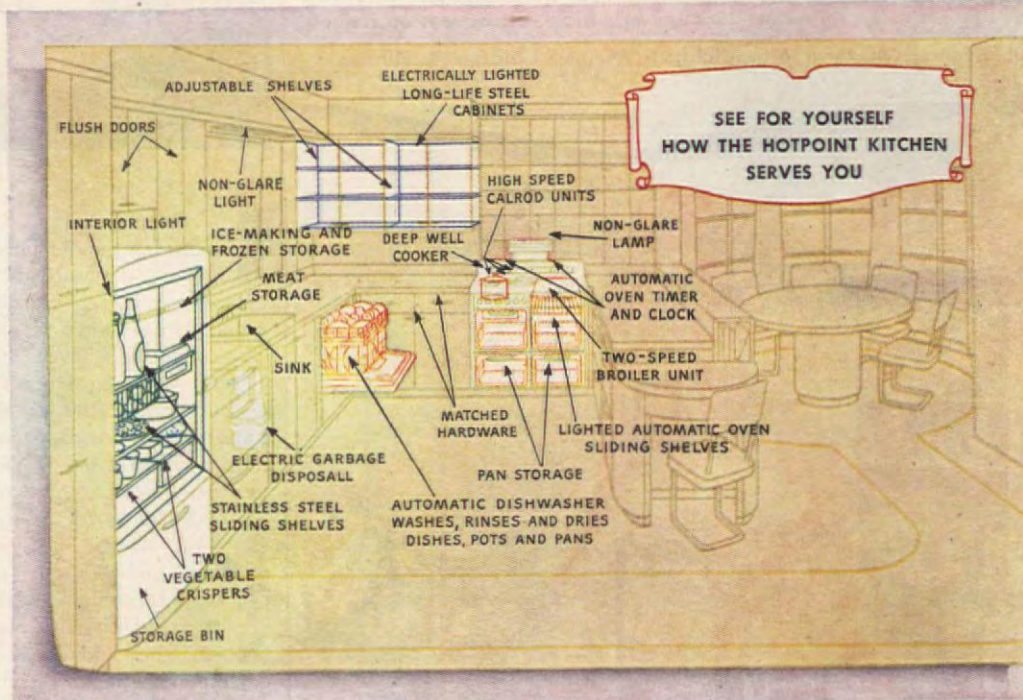 SEE FOR YOURSELF
HOW THE HOTPOINT KITCHEN
SERVES YOU
ADJUSTABLE SHELVES
ELECTRICALLY LIGHTED
LONG-LIFE STEEL
CABINETS
FLUSH DOORS
NON-GLARE
LIGHT
HIGH SPEED
CALROD UNITS
INTERIOR LIGHT
ICE-MAKING AND
FROZEN STORAGE
DEEP WELL
COOKER
NON-GLARE
LAMP
MEAT
STORAGE
AUTOMATIC
OVEN TIMER
AND CLOCK
SINK
TWO-SPEED
BROILER UNIT
MATCHED
HARDWARE
LIGHTED AUTOMATIC OVEN
SLIDING SHELVES
ELECTRIC GARBAGE
DISPOSALL
PAN STORAGE
STAINLESS STEEL
SLIDING SHELVES
AUTOMATIC DISHWASHER
WASHES, RINSES AND DRIES
DISHES, POTS AND PANS
TWO
VEGETABLE
CRISPERS
STORAGE BIN